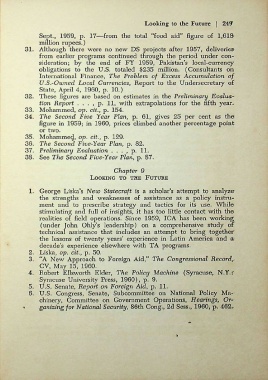 Looking to the Future | 249
Sept., 1959, p. 17—from the total "food aid" figure of 1,019
million rupees.)
31. Although there were no new DS projects after 1957, deliveries
from earlier programs continued through the period under con-
sideration; by the end of FY 1959, Pakistan's local-currency
obligations to the U.S. totaled $235 million. (Consultants on
International Finance, The Problem of Excess Accumulation of
U.S.-Owned Local Currencies, Report to the Undersecretary of
State, April 4, 1960, p. 10.)
32. These figures are based on estimates in the Preliminary Evalua-
tion Report . . . , p. 11, with extrapolations for the fifth year.
33. Mohammed, op. cit., p. 154.
34. The Second Five Year Plan, p. 61, gives 25 per cent as the
figure in 1959; in 1960, prices climbed another percentage point
or two.
35. Mohammed, op. cit., p. 129.
36. The Second Five-Year Plan, p. 82.
37. Preliminary Evaluation . . . , p. 11.
38. See The Second Five-Year Plan, p. 87.
Chapter 9
LOOKING TO THE FUTURE
1. George Liska's New Statecraft is a scholar's attempt to analyze
the strengths and weaknesses of assistance as a policy instru-
ment and to prescribe strategy and tactics for its use. While
stimulating and full of insights, it has too little contact with the
realities of field operations. Since 1959, ICA has been working
(under John Ohly's leadership) on a comprehensive study of
technical assistance that includes an attempt to bring together
the lessons of twenty years' experience in Latin America and a
decade's experience elsewhere with TA programs
2. Liska, op. cit., p. 50.
3. "A New Approach to Foreign Aid," The Congressional Record,
CV, May 15, 1960.
4. Robert Ellsworth Elder, The Policy Machine (Syracuse, N.Y.:
Syracuse University Press, 1960), p. 9.
5. U.S. Senate, Report on Foreign Aid, p. 11.
6. U.S. Congress, Senate, Subcommittee on National Policy Ma-
chinery, Committee on Government Operations, Hearings, Or-
ganizing for National Security, 86th Cong., 2d Sess., 1960, p. 462.